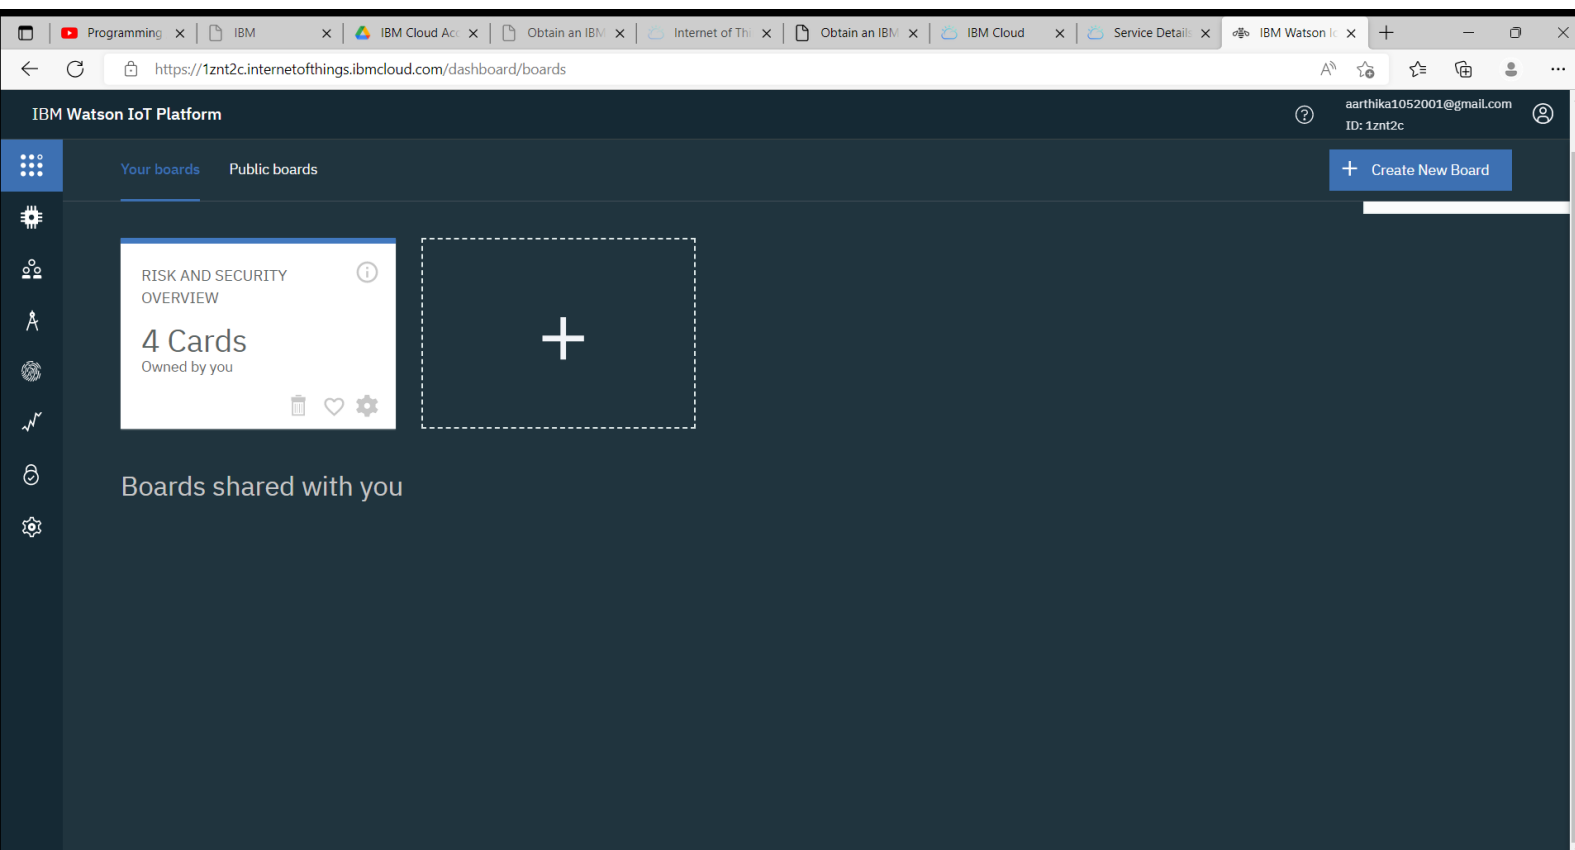 Programming
IBM
IBM Cloud Acc
Obtain an IBM
Internet of Thi
Obtain an IBM
IBM Cloud
Service Details
IBM Watson Io
https://1znt2c.internetofthings.ibmcloud.com/dashboard/boards
IBM Watson IoT Platform
aarthika1052001@gmail.com
ID: 1znt2c
Your boards
Public boards
Create New Board
RISK AND SECURITY
OVERVIEW
4 Cards
Owned by you
Boards shared with you